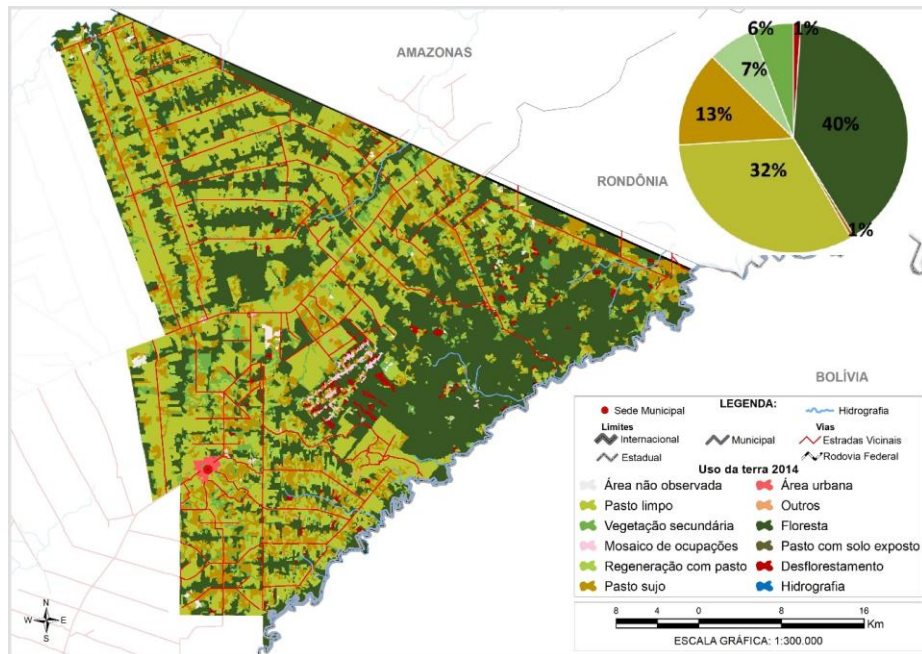 AMAZONAS
RONDÔNIA
BOLÍVIA
6%
1%
7%
40%
13%
32%
1%
LEGENDA:
Sede Municipal
Hidrografia
Limites
Vias
Internacional
Municipal
Estradas Vicinais
Estadual
Rodovia Federal
Uso da terra 2014
Área não observada
Área urbana
Pasto limpo
Outros
Vegetação secundária
Floresta
Mosaico de ocupações
Pasto com solo exposto
Regeneração com pasto
Desflorestamento
Pasto sujo
Hidrografia
N
W E
S
8 4 0 8 16
Km
ESCALA GRÁFICA: 1:300.000